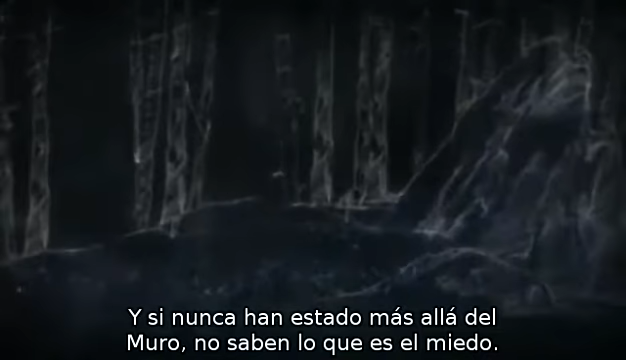 Y si nunca han estado más allá del
Muro, no saben lo que es el miedo.